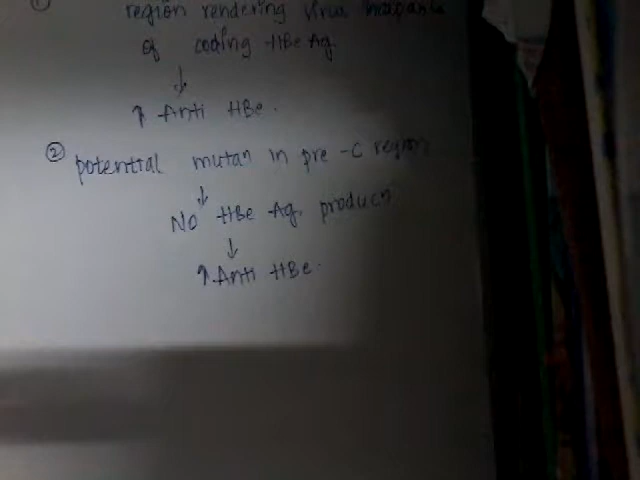 ①
region rendering virus incapable
of coding HBe Ag.
↓
↑ Anti HBe.
② potential mutan in pre-C region
↓
No HBe Ag. producn
↓
↑ Anti HBe.